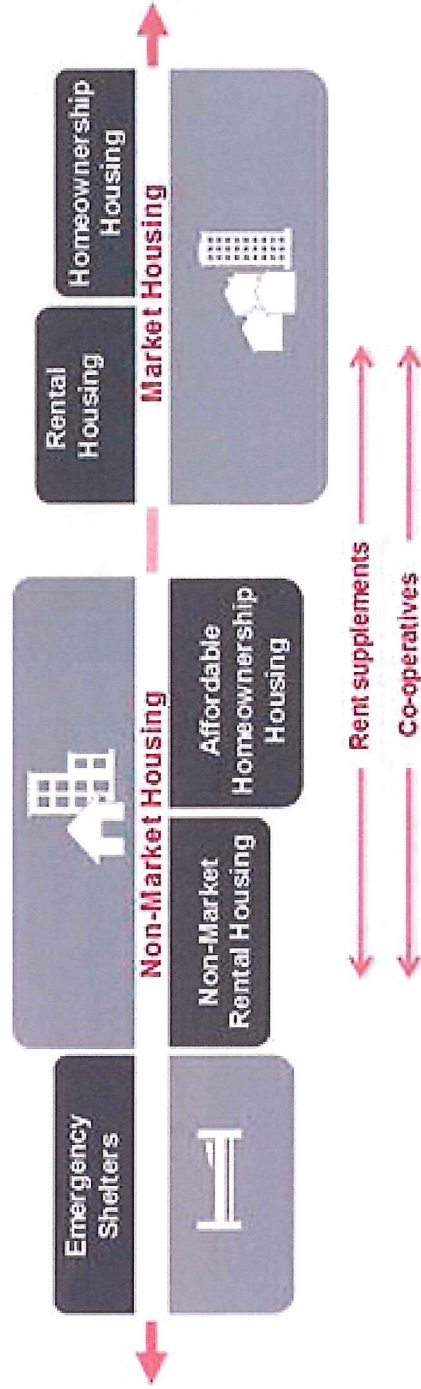 Emergency
Shelters
Non-Market Housing
Non-Market
Rental Housing
Affordable
Homeownership
Housing
Rental
Housing
Homeownership
Housing
Market Housing
Rent supplements
Co-operatives